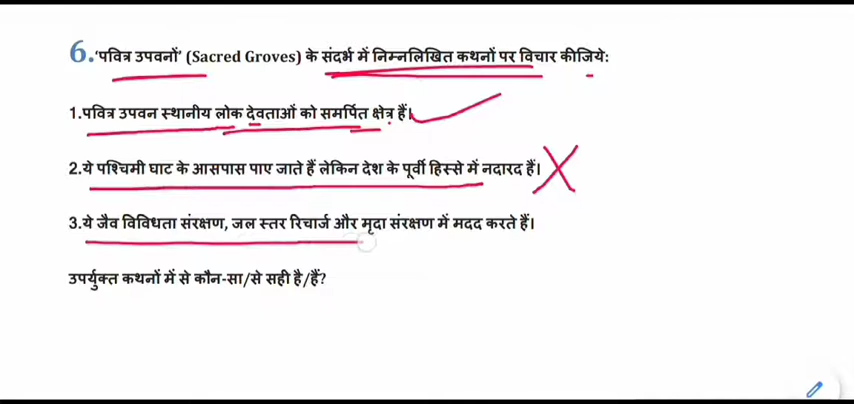 6.'पवित्र उपवनों' (Sacred Groves) के संदर्भ में निम्नलिखित कथनों पर विचार कीजिये:
1.पवित्र उपवन स्थानीय लोक देवताओं को समर्पित क्षेत्र हैं।
2.ये पश्चिमी घाट के आसपास पाए जाते हैं लेकिन देश के पूर्वी हिस्से में नदारद हैं।
3.ये जैव विविधता संरक्षण, जल स्तर रिचार्ज और मृदा संरक्षण में मदद करते हैं।
उपर्युक्त कथनों में से कौन-सा/से सही है/हैं?